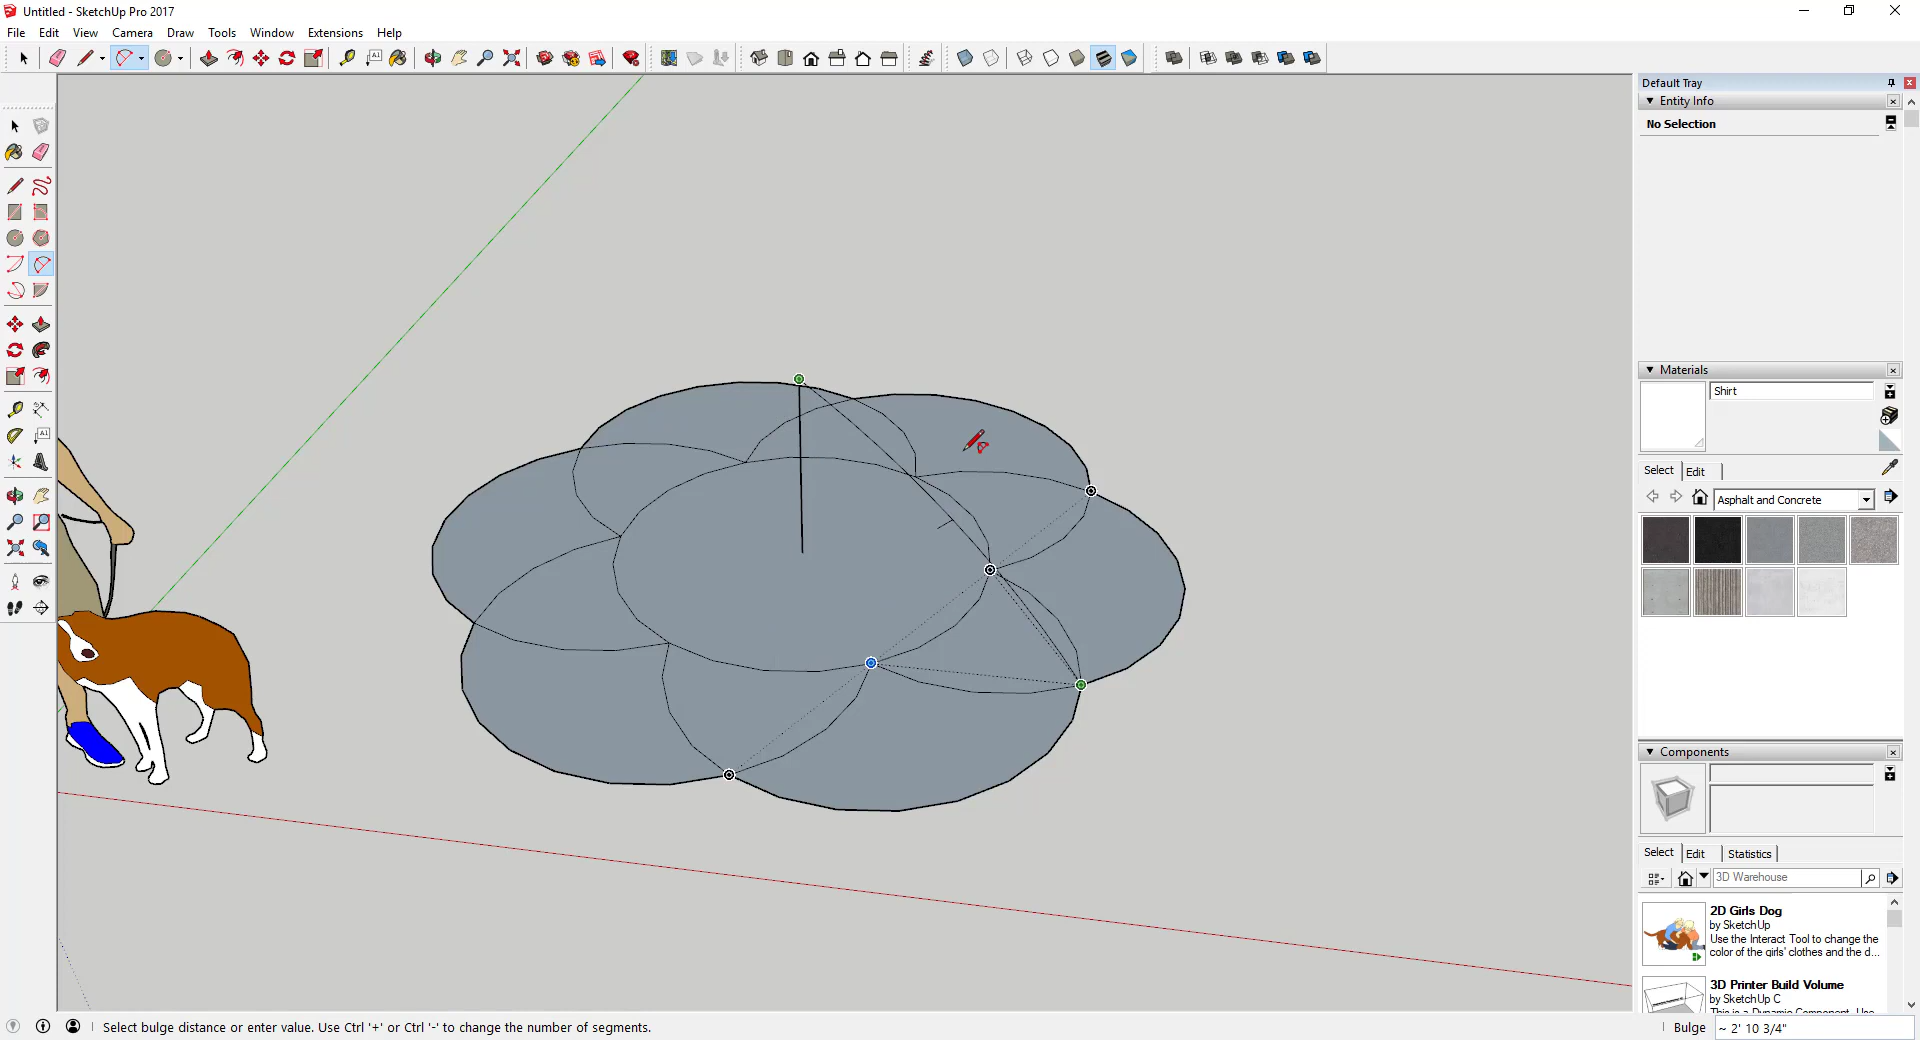 Untitled - SketchUp Pro 2017
File Edit View Camera Draw Tools Window Extensions Help
Default Tray
Entity Info
No Selection
Materials
Shirt
Select Edit
Asphalt and Concrete
Components
Select Edit Statistics
3D Warehouse
2D Girls Dog
by SketchUp
Use the Interact Tool to change the
color of the girls' clothes and the d...
3D Printer Build Volume
by SketchUp C
Select bulge distance or enter value. Use Ctrl '+' or Ctrl '-' to change the number of segments.
Bulge ~ 2' 10 3/4"